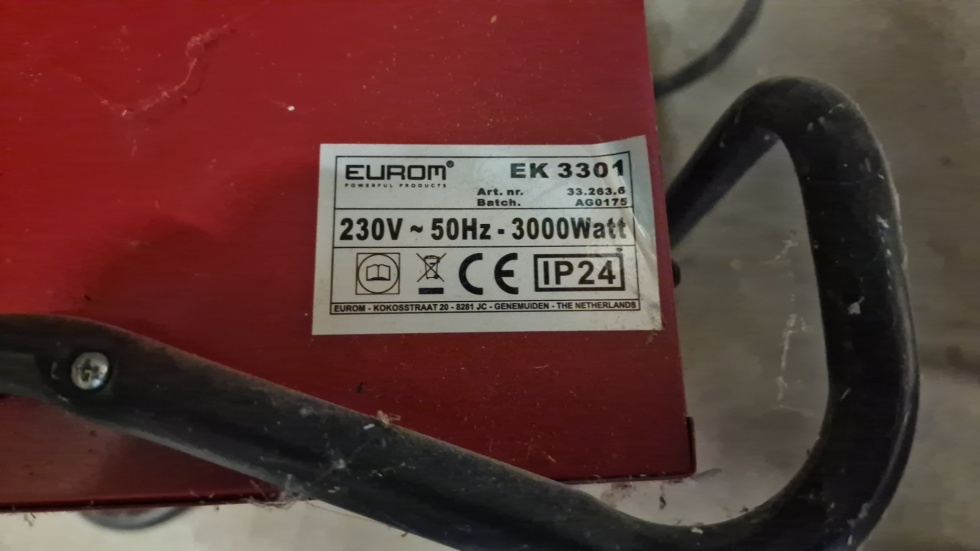 EUROM®
POWERFUL PRODUCTS
EK 3301
Art. nr. 33.263.6
Batch. AG0175
230V ~ 50Hz - 3000Watt
CE IP24
EUROM - KOKOSSTRAAT 20 - 8281 JC - GENEMUIDEN - THE NETHERLANDS